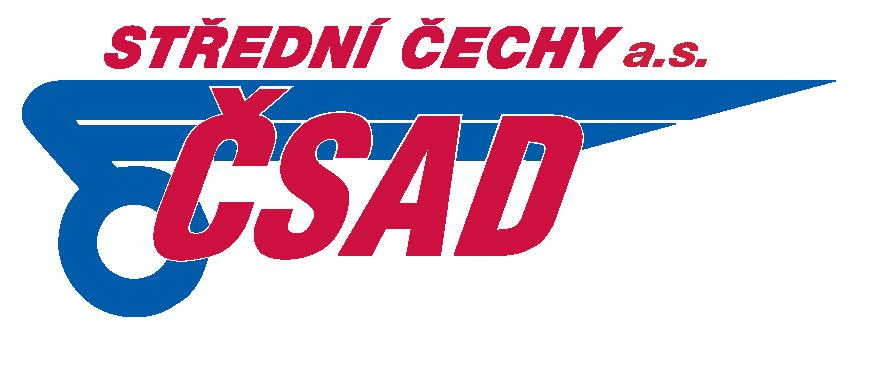 STŘEDNÍ ČECHY a.s.
ČSAD